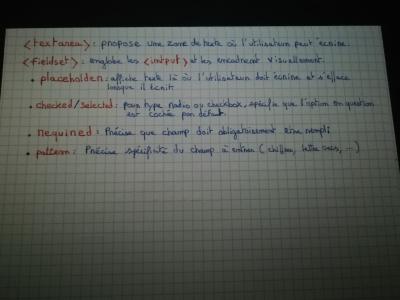 <textarea> : propose une zone de texte où l'utilisateur peut écrire.
<fieldset> : englobe les <input> et les encadrent visuellement.
• placeholder : affiche texte là où l'utilisateur doit écrire et s'efface
lorsque il écrit
• checked/selected : pour type radio ou checkbox, spécifie que l'option en question
est cochée par défaut.
• required : Précise que champ doit obligatoirement être rempli
• pattern : Précise spécificité du champ à entrer (chiffres, lettre, ...)